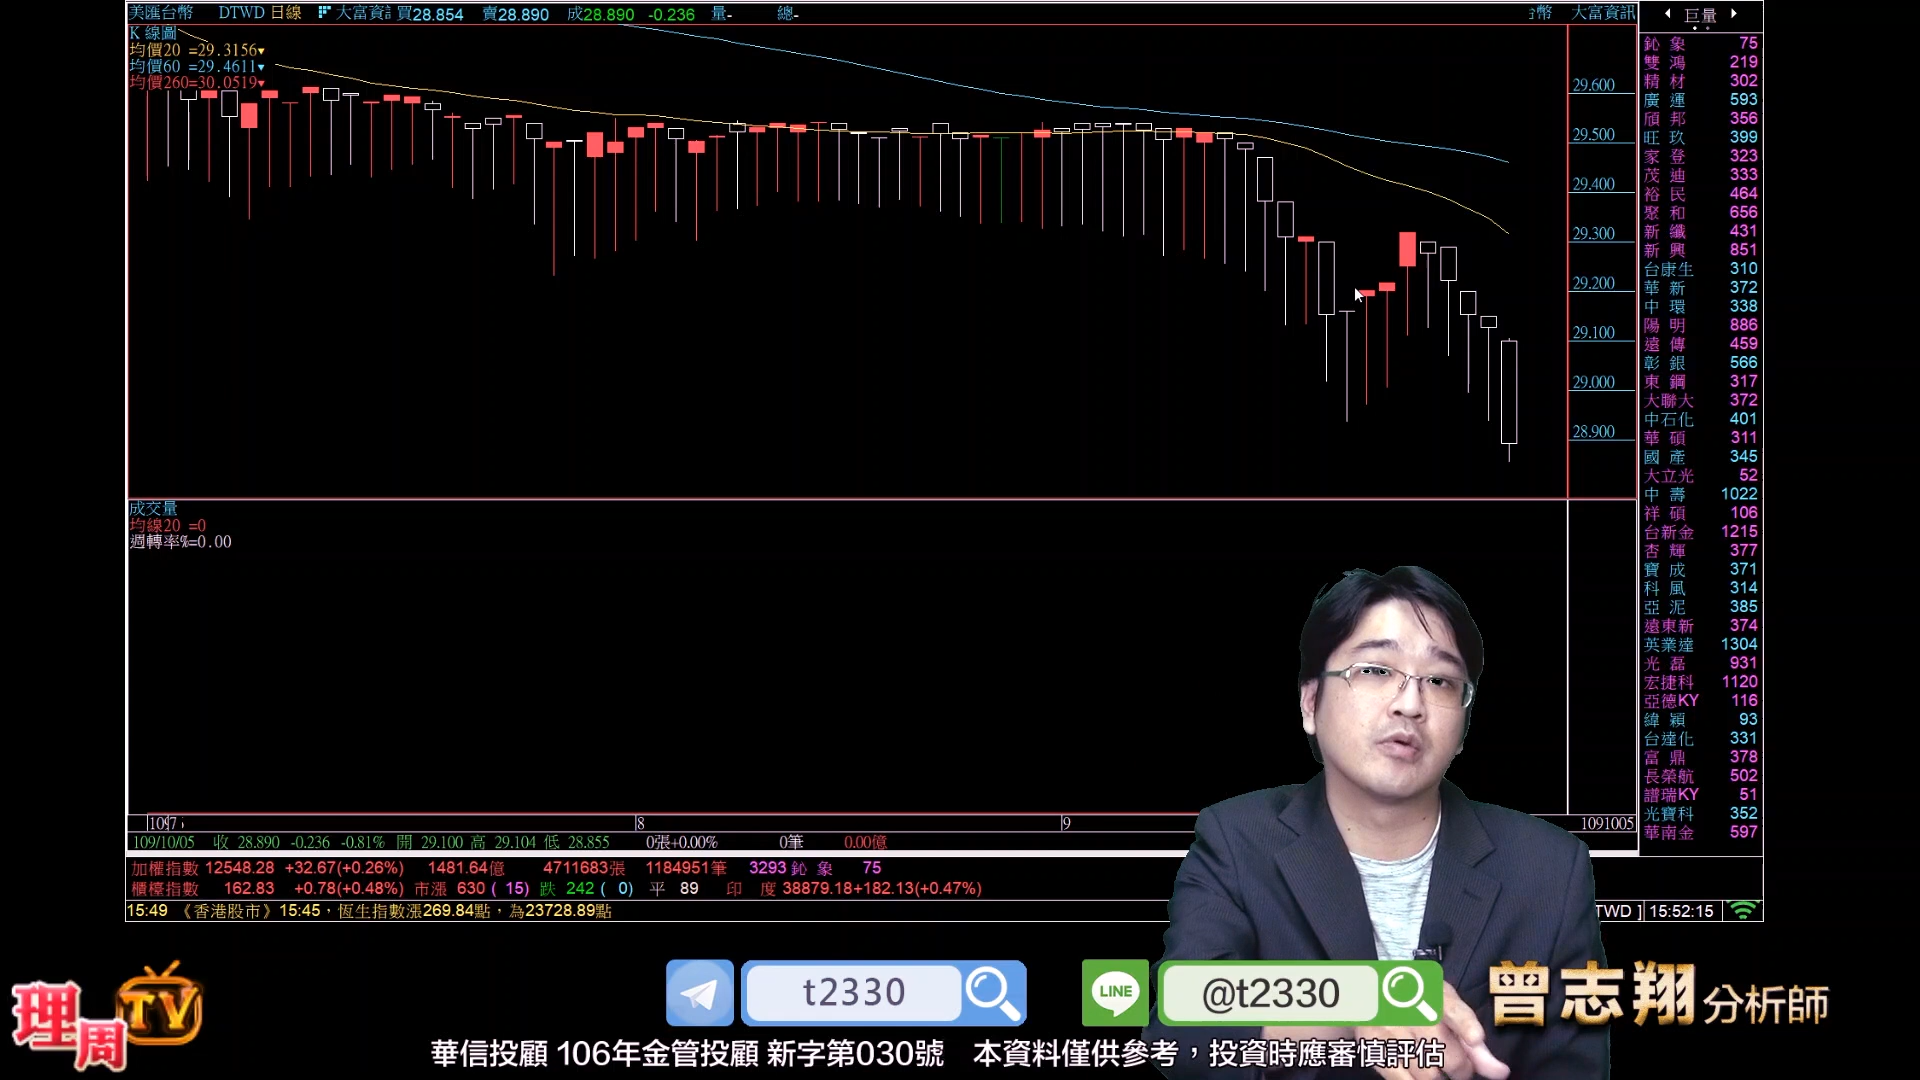 美匯台幣 DTWD 日線 大富資訊 買28.854 賣28.890 成28.890 -0.236 量- 總-
台幣 大富資訊
K 線圖
均價20 =29.3156▼
均價60 =29.4611▼
均價260=30.0519▼
29.600
29.500
29.400
29.300
29.200
29.100
29.000
28.900
成交量
均線20 =0
週轉率%=0.00
109/7
8
9
1091005
109/10/05 收 28.890 -0.236 -0.81% 開 29.100 高 29.104 低 28.855 0張+0.00% 0筆 0.00億
加權指數 12548.28 +32.67(+0.26%) 1481.64億 4711683張 1184951筆 3293 鈊 象 75
櫃檯指數 162.83 +0.78(+0.48%) 市漲 630 ( 15) 跌 242 ( 0) 平 89 印 度 38879.18+182.13(+0.47%)
15:49 《香港股市》15:45，恆生指數漲269.84點，為23728.89點
TWD ] 15:52:15
巨量
鈊 象 75
雙 鴻 219
精 材 302
廣 運 593
頎 邦 356
旺 玖 399
家 登 323
茂 迪 333
裕 民 464
聚 和 656
新 纖 431
新 興 851
台康生 310
華 新 372
中 環 338
陽 明 886
遠 傳 459
彰 銀 566
東 鋼 317
大聯大 372
中石化 401
華 碩 311
國 產 345
大立光 52
中 壽 1022
祥 碩 106
台新金 1215
杏 輝 377
寶 成 371
科 風 314
亞 泥 385
遠東新 374
英業達 1304
光 磊 931
宏捷科 1120
亞德KY 116
緯 穎 93
台達化 331
富 鼎 378
長榮航 502
譜瑞KY 51
光寶科 352
華南金 597
理周TV
t2330
LINE
@t2330
曾志翔分析師
華信投顧 106年金管投顧 新字第030號 本資料僅供參考，投資時應審慎評估